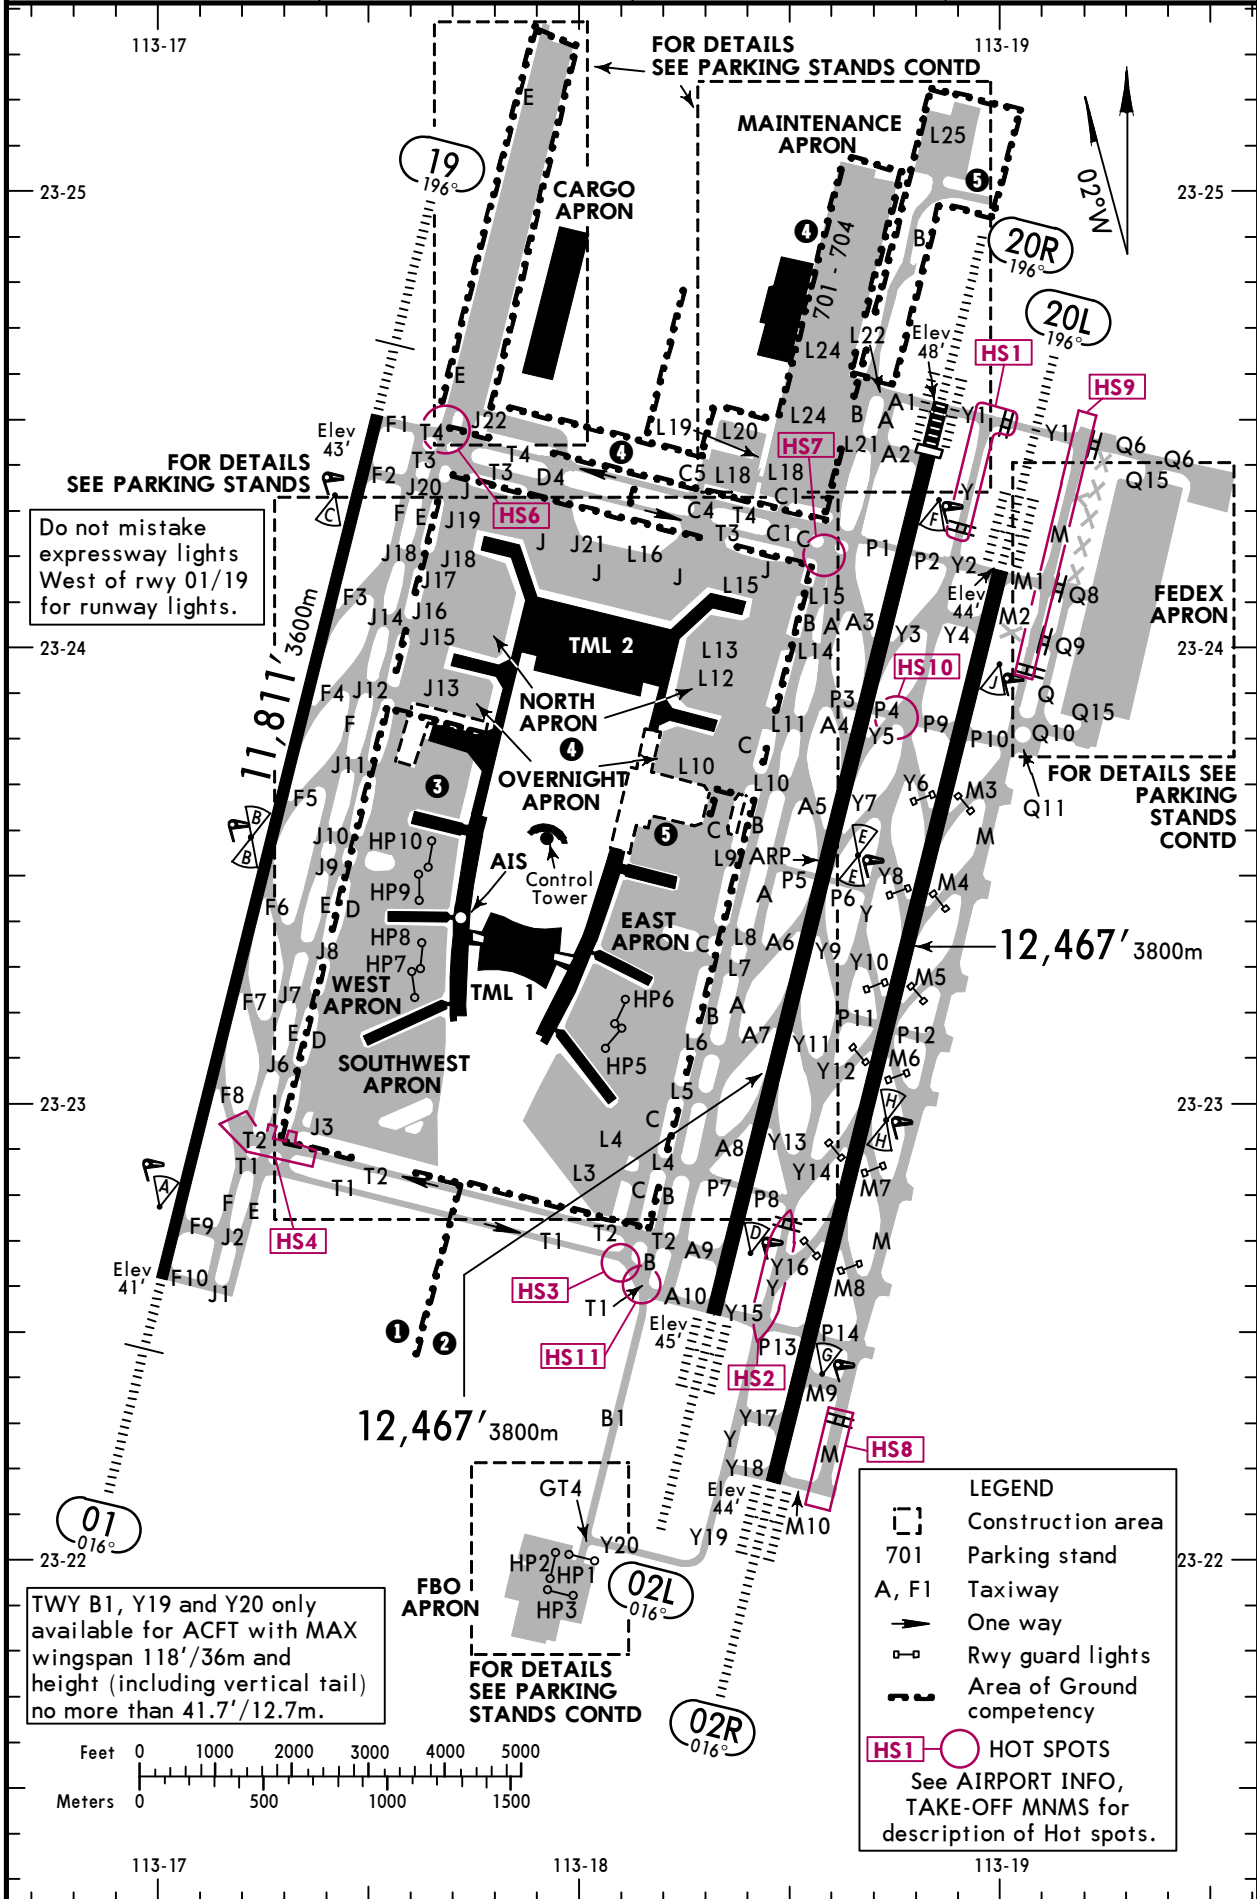 113-17
113-19
FOR DETAILS
SEE PARKING STANDS CONTD
E
MAINTENANCE
APRON
L25
19
196°
02°W
23-25
23-25
CARGO
APRON
5
4
B
20R
196°
701 - 704
20L
196°
L22
Elev
48'
L24
HS1
HS9
E
A1
L24
B
A
Y1
Y1
J22
F1
T4
L19
L20
Q6
Q6
Elev
43'
HS7
L21
A2
T4
4
T3
T3
D4
C5
L18
L18
Q15
FOR DETAILS
SEE PARKING STANDS
F2
J20
J
C1
Y
C
HS6
C4
T4
F
Do not mistake
expressway lights
West of rwy 01/19
for runway lights.
F
E
J19
T3
C1
C
M
J
J21
L16
P1
P2
Y2
J18
J18
J
J
J
J17
L15
M1
Elev
44'
Q8
FEDEX
APRON
F3
L15
3600m
J16
M2
J14
B
A
A3
Y3
Y4
J15
TML 2
L13
L14
Q9
23-24
23-24
HS10
L12
J13
J12
F4
NORTH
APRON
P3
P4
J
Q
Q15
11,811'
F
L11
A4
P9
Y5
P10
Q10
4
C
J11
OVERNIGHT
APRON
L10
FOR DETAILS SEE
PARKING
STANDS
CONTD
3
L10
Y6
M3
F5
A5
Y7
Q11
B
J10
HP10
5
C
B
E
M
J9
AIS
L9
ARP
Control
Tower
E
HP9
P5
Y8
M4
F6
E
D
A
P6
Y
EAST
APRON
HP8
J8
C
L8
A6
Y9
12,467' 3800m
HP7
Y10
L7
M5
WEST
APRON
F7
J7
TML 1
HP6
A
B
P11
P12
E
D
A7
Y11
L6
M6
SOUTHWEST
APRON
HP5
J6
Y12
F8
L5
H
23-23
23-23
C
H
J3
T2
L4
A8
Y13
T1
L4
Y14
T2
L3
M7
A
T1
C
B
P7
P8
F
E
F9
J2
HS4
T2
T2
D
T1
A9
M
Elev
41'
F10
B
Y16
Y
J1
HS3
M8
T1
A10
Y15
Elev
45'
P14
1
2
HS11
P13
G
HS2
M9
12,467' 3800m
B1
Y17
Y
M
HS8
Y18
GT4
Elev
44'
LEGEND
01
016°
M10
Construction area
Y20
Y19
701 Parking stand
23-22
23-22
HP2
HP1
FBO
APRON
02L
016°
A, F1 Taxiway
HP3
TWY B1, Y19 and Y20 only
available for ACFT with MAX
wingspan 118'/36m and
height (including vertical tail)
no more than 41.7'/12.7m.
One way
Rwy guard lights
FOR DETAILS
SEE PARKING
STANDS CONTD
Area of Ground
competency
02R
016°
HS1 HOT SPOTS
Feet 0 1000 2000 3000 4000 5000
See AIRPORT INFO,
TAKE-OFF MNMS for
description of Hot spots.
Meters 0 500 1000 1500
113-17
113-18
113-19